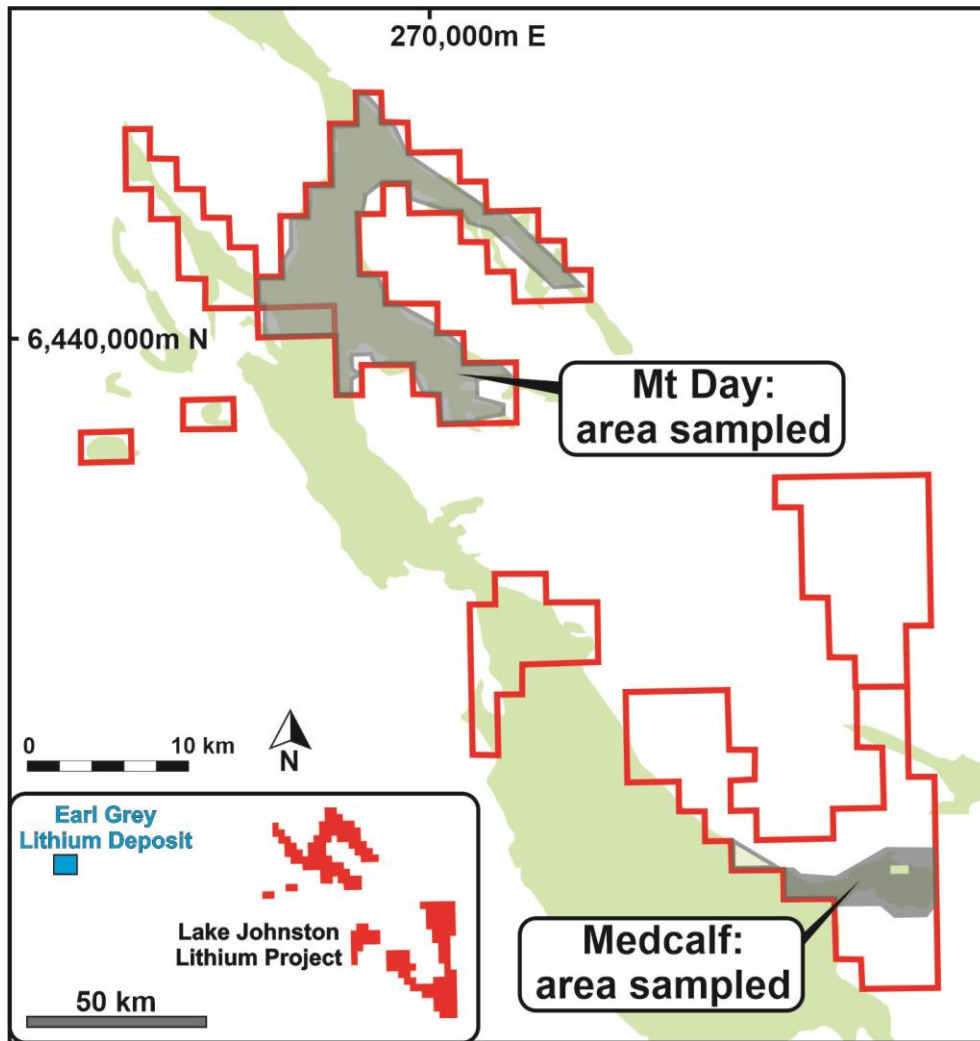 270,000m E
6,440,000m N
Mt Day:
area sampled
0 10 km
N
Earl Grey
Lithium Deposit
Lake Johnston
Lithium Project
50 km
Medcalf:
area sampled